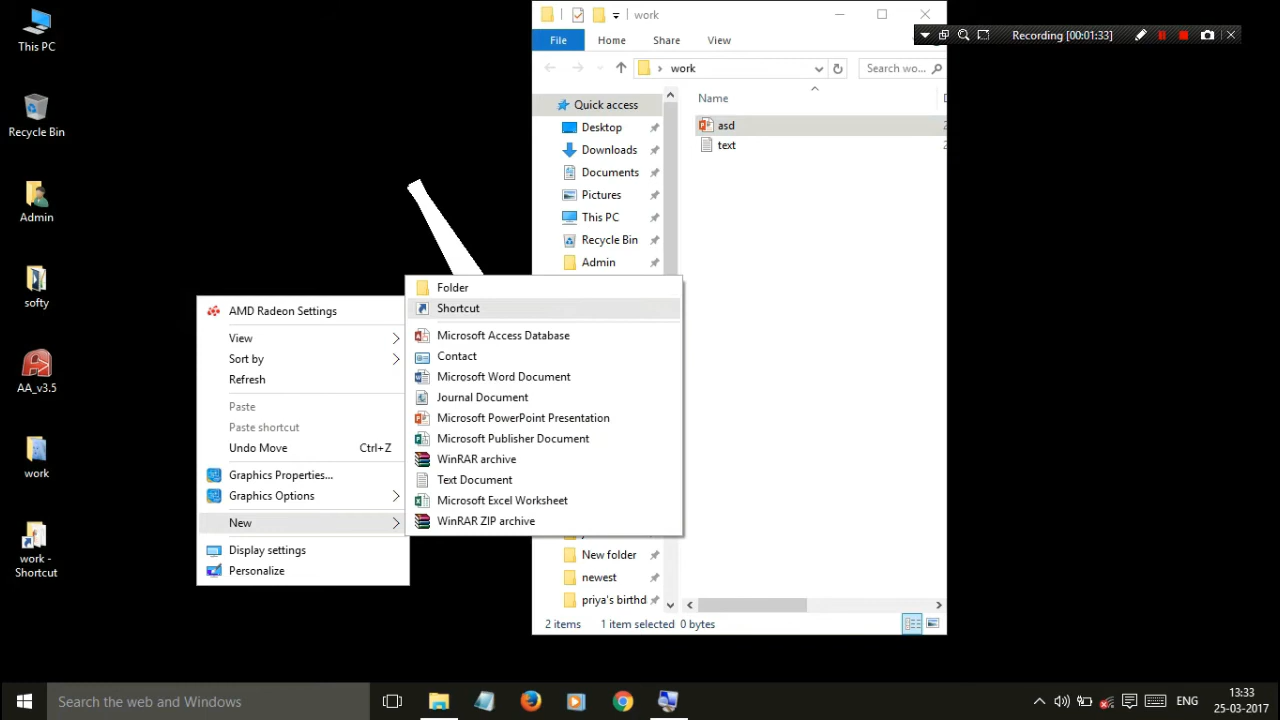 This PC
Recycle Bin
Admin
softy
AA_v3.5
work
work -
Shortcut
work
Recording [00:01:33]
File
Home
Share
View
work
Search wo...
Quick access
Desktop
Downloads
Documents
Pictures
This PC
Recycle Bin
Admin
New folder
newest
priya's birthd
Name
asd
text
2 items
1 item selected 0 bytes
AMD Radeon Settings
View
Sort by
Refresh
Paste
Paste shortcut
Undo Move Ctrl+Z
Graphics Properties...
Graphics Options
New
Display settings
Personalize
Folder
Shortcut
Microsoft Access Database
Contact
Microsoft Word Document
Journal Document
Microsoft PowerPoint Presentation
Microsoft Publisher Document
WinRAR archive
Text Document
Microsoft Excel Worksheet
WinRAR ZIP archive
Search the web and Windows
ENG
13:33
25-03-2017